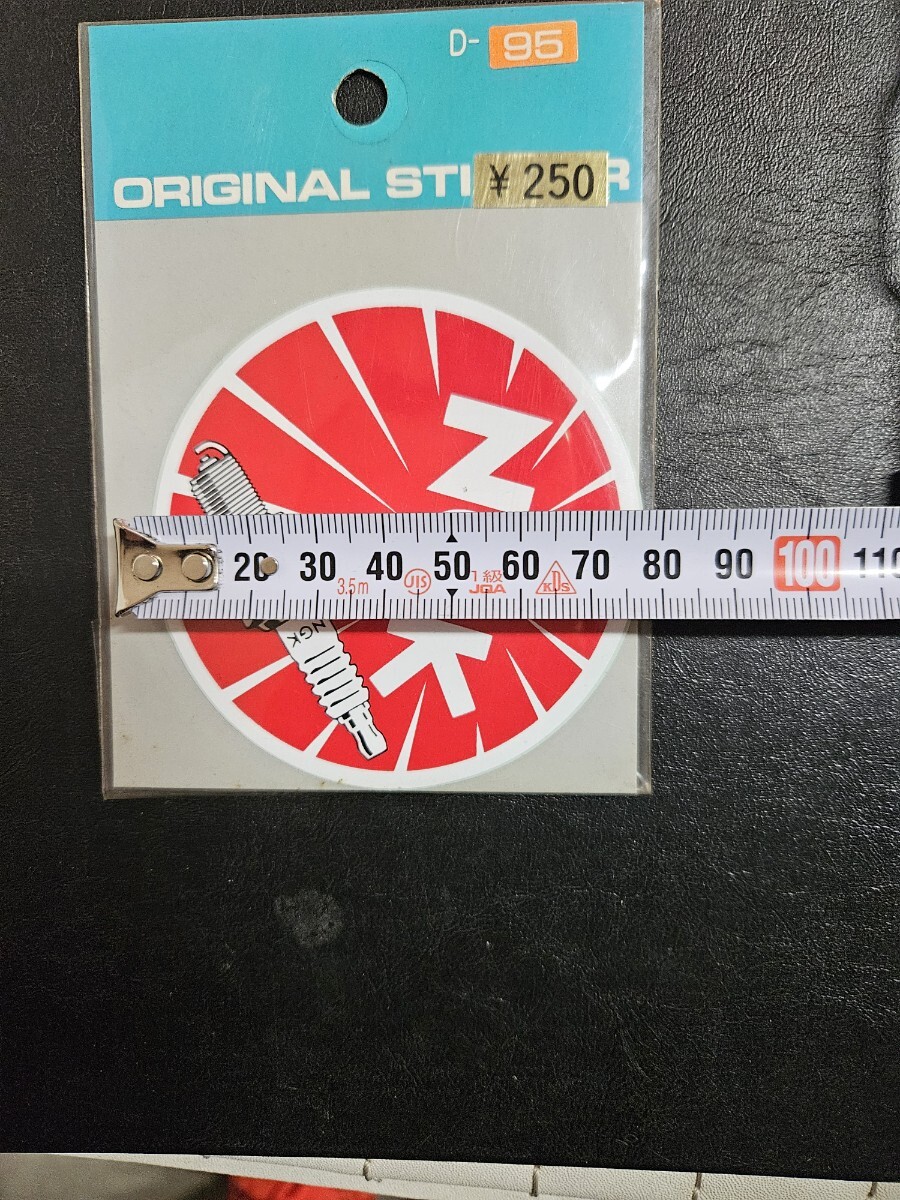 D- 95
ORIGINAL STI R
¥ 250
N
20 30 40 50 60 70 80 90 100 110
3.5m JIS 1級 JQA KDS
NGK
K